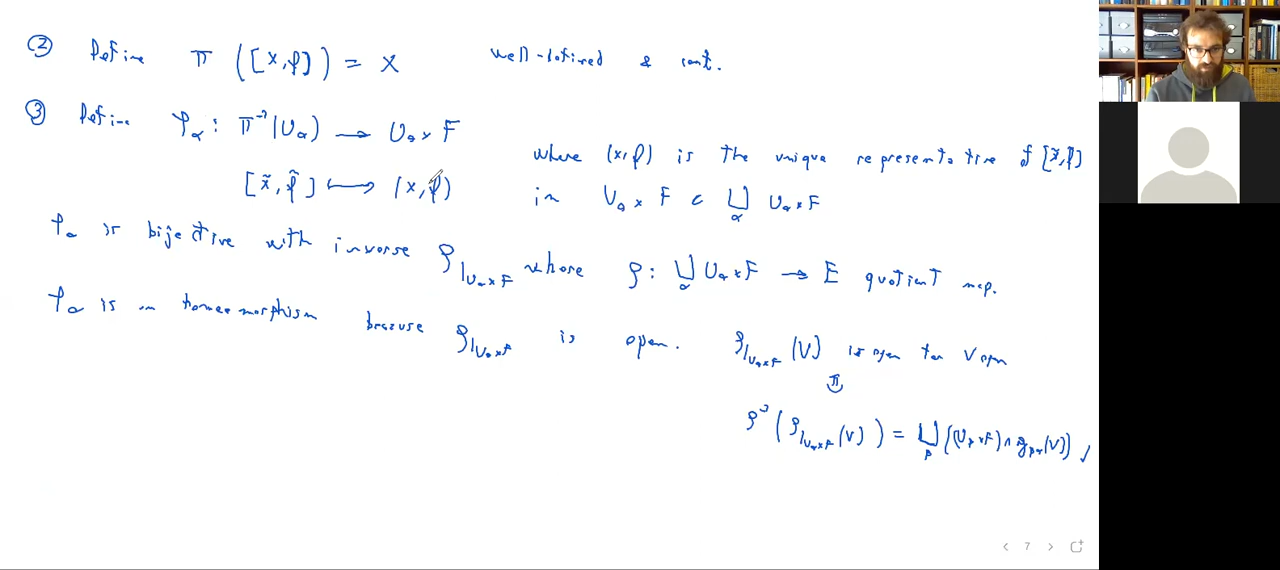 ② Define π([x,φ]) = x well-defined & cont.
③ Define φ_α : π⁻¹(U_α) → U_α × F
[x̃, φ̃] ↦ (x,φ)
where (x,φ) is the unique representative of [x̃,φ̃]
in U_α × F ⊂ ⨆_α U_α × F
φ_α is bijective with inverse ρ|_{U_α×F} where ρ : ⨆_α U_α × F → E quotient map.
φ_α is homeomorphism because ρ|_{U_α×F} is open. ρ|_{U_α×F}(V) is open for V open
ρ⁻¹(ρ|_{U_α×F}(V)) = ⨆_β ((U_β×F) ∩ g_{βα}(V)) ✓
7